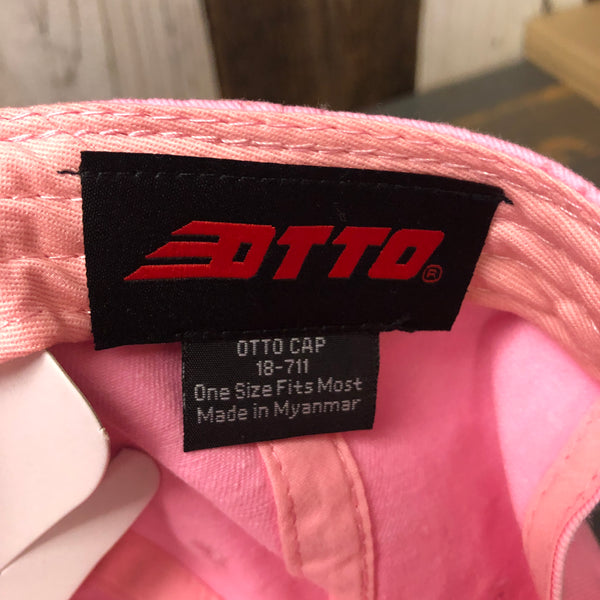 OTTO®
OTTO CAP
18-711
One Size Fits Most
Made in Myanmar